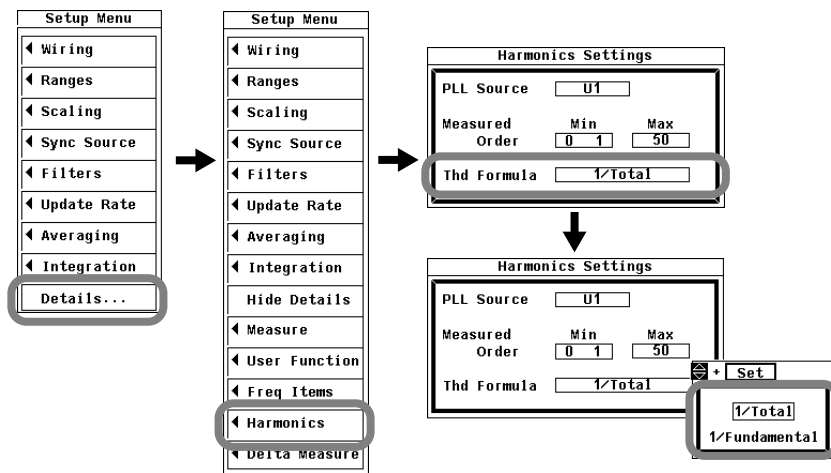 Setup Menu
Wiring
Ranges
Scaling
Sync Source
Filters
Update Rate
Averaging
Integration
Details...
Setup Menu
Wiring
Ranges
Scaling
Sync Source
Filters
Update Rate
Averaging
Integration
Hide Details
Measure
User Function
Freq Items
Harmonics
Delta Measure
Harmonics Settings
PLL Source U1
Measured Min Max
Order 0 1 50
Thd Formula 1/Total
Harmonics Settings
PLL Source U1
Measured Min Max
Order 0 1 50
Thd Formula 1/Total
+ Set
1/Total
1/Fundamental